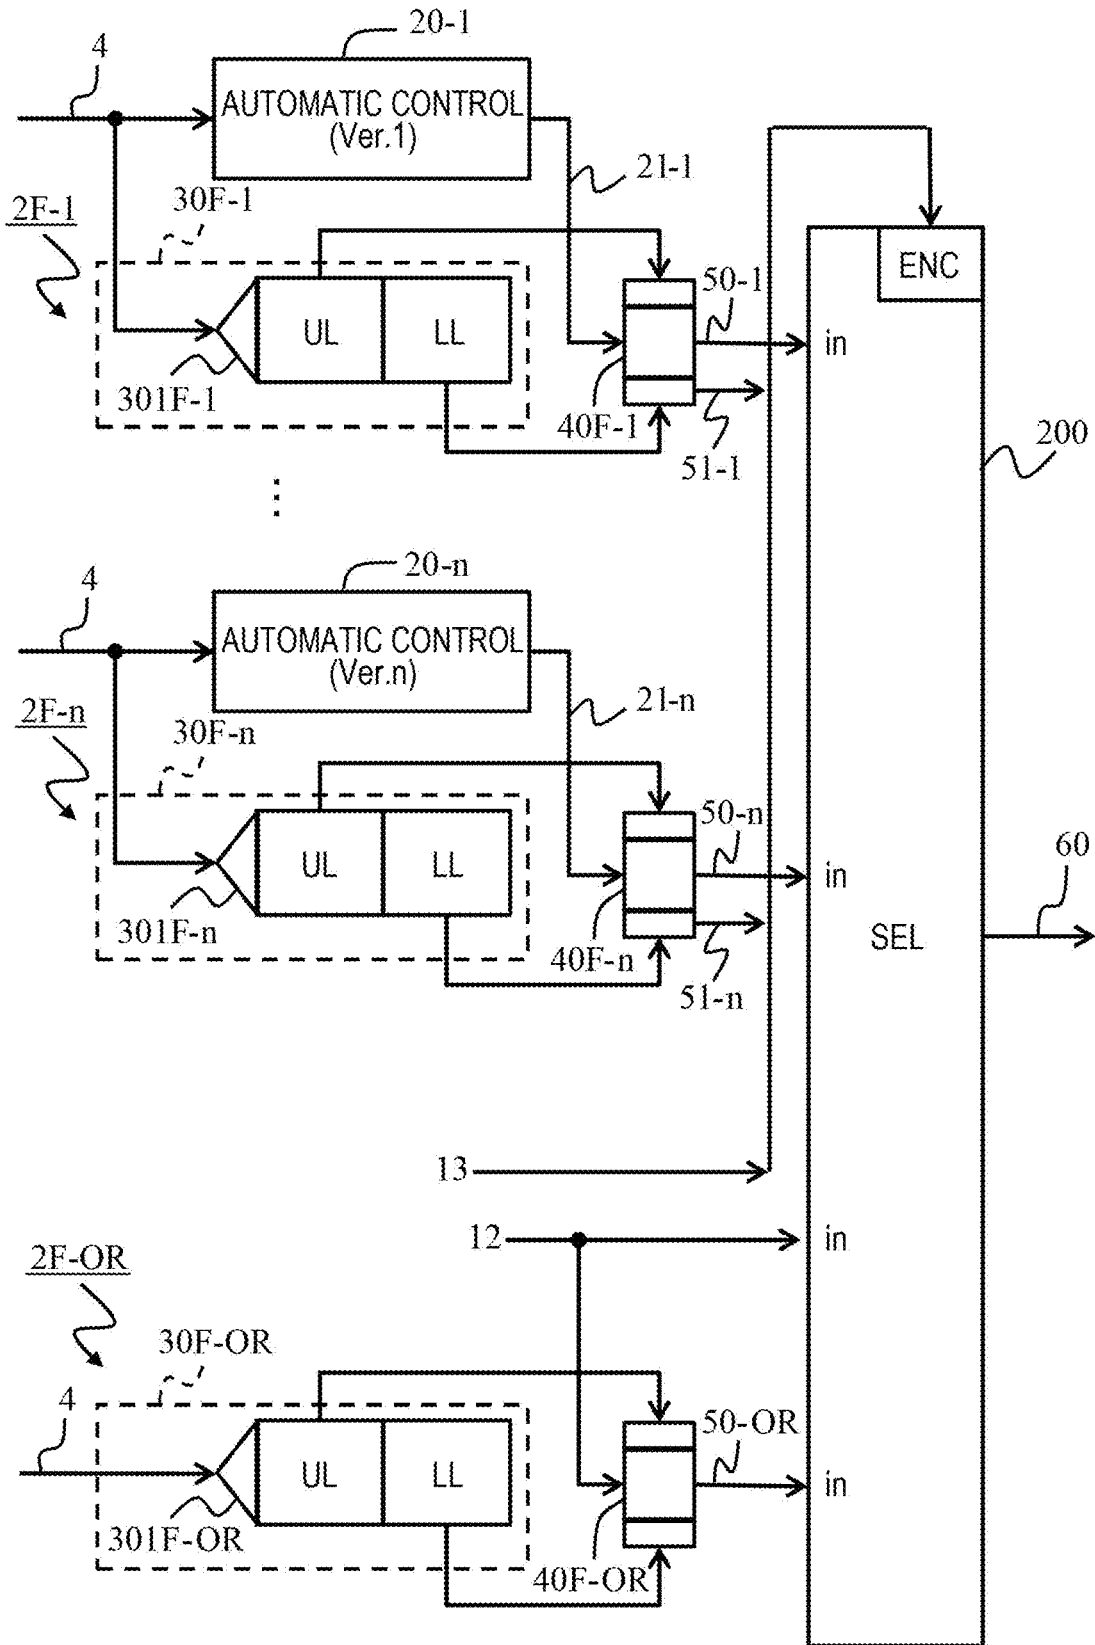 20-1
4
AUTOMATIC CONTROL
(Ver.1)
21-1
30F-1
2F-1
ENC
50-1
UL
LL
in
301F-1
40F-1
51-1
200
⋮
20-n
4
AUTOMATIC CONTROL
(Ver.n)
21-n
2F-n
30F-n
50-n
60
UL
LL
in
301F-n
SEL
40F-n
51-n
13
12
in
2F-OR
30F-OR
4
50-OR
UL
LL
in
301F-OR
40F-OR